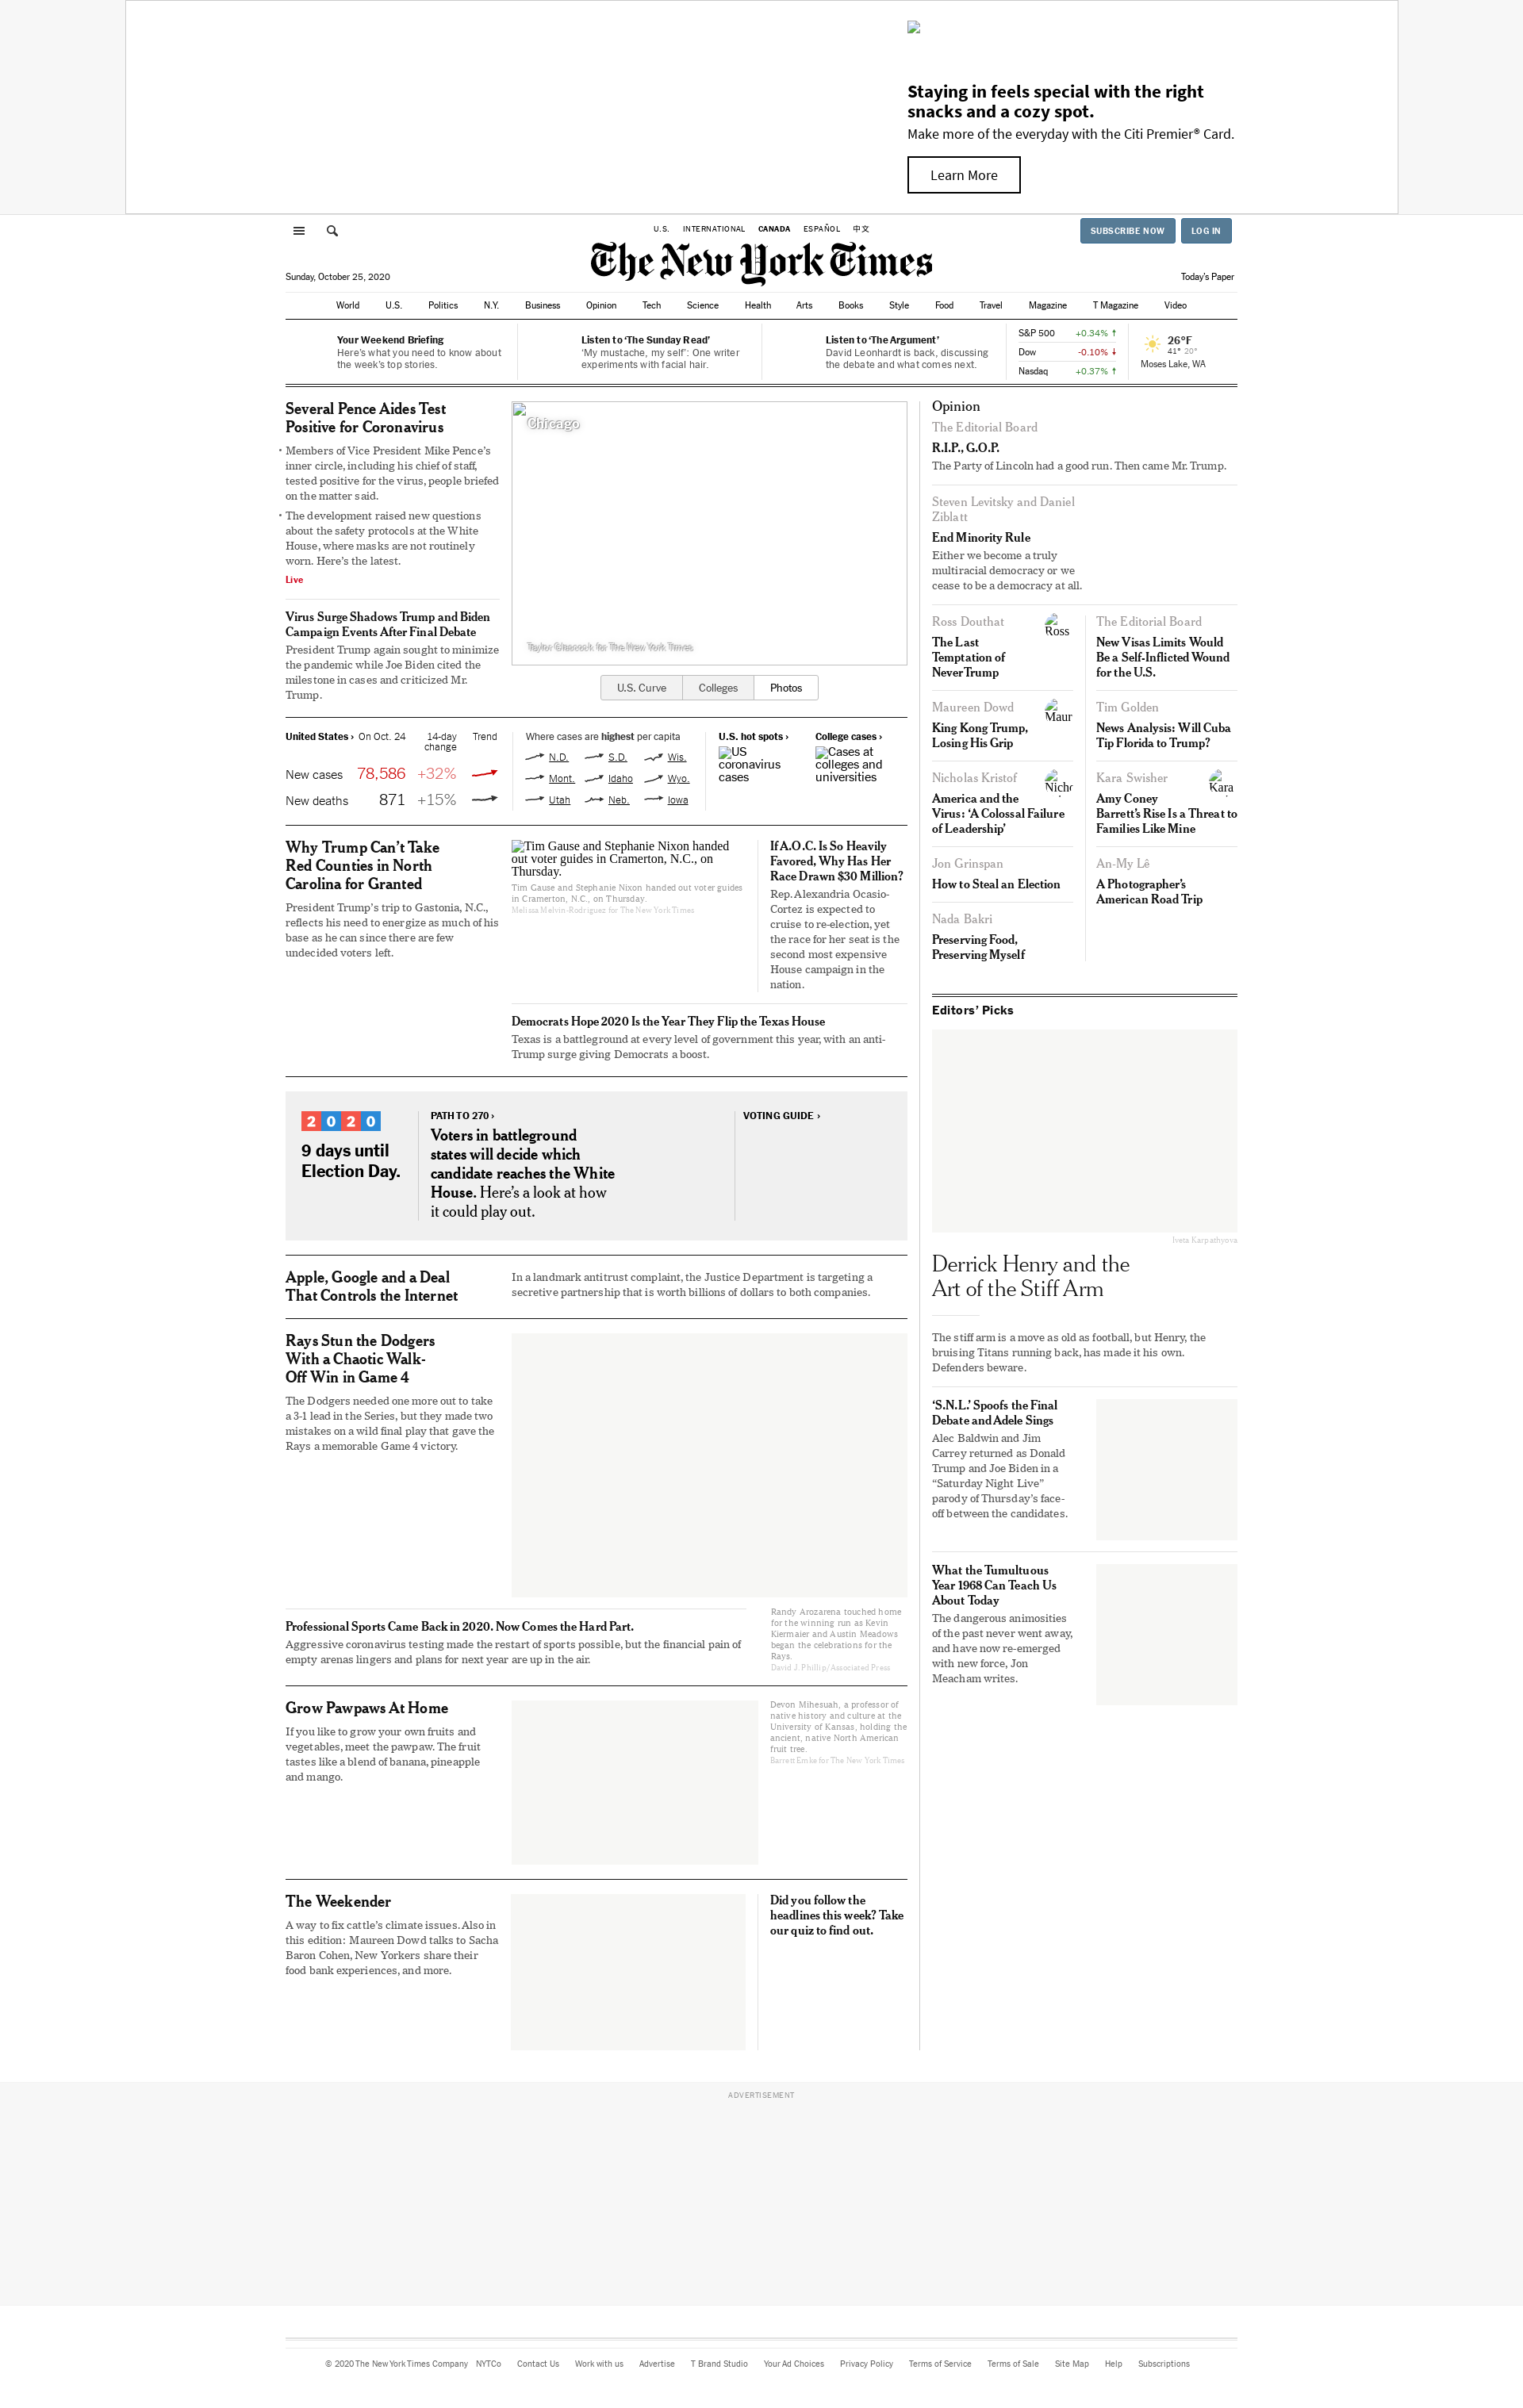 Staying in feels special with the right
snacks and a cozy spot.
Make more of the everyday with the Citi Premier® Card.
Learn More
U.S. INTERNATIONAL CANADA ESPAÑOL 中文
SUBSCRIBE NOW LOG IN
The New York Times
Sunday, October 25, 2020
Today's Paper
World U.S. Politics N.Y. Business Opinion Tech Science Health Arts Books Style Food Travel Magazine T Magazine Video
Your Weekend Briefing
Here's what you need to know about
the week's top stories.
Listen to 'The Sunday Read'
'My mustache, my self': One writer
experiments with facial hair.
Listen to 'The Argument'
David Leonhardt is back, discussing
the debate and what comes next.
S&P 500 +0.34% ↑
Dow -0.10% ↓
Nasdaq +0.37% ↑
26°F
41° 20°
Moses Lake, WA
Several Pence Aides Test
Positive for Coronavirus
• Members of Vice President Mike Pence's
inner circle, including his chief of staff,
tested positive for the virus, people briefed
on the matter said.
• The development raised new questions
about the safety protocols at the White
House, where masks are not routinely
worn. Here's the latest.
Live
Virus Surge Shadows Trump and Biden
Campaign Events After Final Debate
President Trump again sought to minimize
the pandemic while Joe Biden cited the
milestone in cases and criticized Mr.
Trump.
Chicago
Taylor Glascock for The New York Times
U.S. Curve Colleges Photos
United States › On Oct. 24 14-day
change Trend
New cases 78,586 +32%
New deaths 871 +15%
Where cases are highest per capita
N.D. S.D. Wis.
Mont. Idaho Wyo.
Utah Neb. Iowa
U.S. hot spots ›
US
coronavirus
cases
College cases ›
Cases at
colleges and
universities
Why Trump Can't Take
Red Counties in North
Carolina for Granted
President Trump's trip to Gastonia, N.C.,
reflects his need to energize as much of his
base as he can since there are few
undecided voters left.
Tim Gause and Stephanie Nixon handed
out voter guides in Cramerton, N.C., on
Thursday.
Tim Gause and Stephanie Nixon handed out voter guides
in Cramerton, N.C., on Thursday.
Melissa Melvin-Rodriguez for The New York Times
If A.O.C. Is So Heavily
Favored, Why Has Her
Race Drawn $30 Million?
Rep. Alexandria Ocasio-
Cortez is expected to
cruise to re-election, yet
the race for her seat is the
second most expensive
House campaign in the
nation.
Democrats Hope 2020 Is the Year They Flip the Texas House
Texas is a battleground at every level of government this year, with an anti-
Trump surge giving Democrats a boost.
2020
9 days until
Election Day.
PATH TO 270 ›
Voters in battleground
states will decide which
candidate reaches the White
House. Here's a look at how
it could play out.
VOTING GUIDE ›
Apple, Google and a Deal
That Controls the Internet
In a landmark antitrust complaint, the Justice Department is targeting a
secretive partnership that is worth billions of dollars to both companies.
Rays Stun the Dodgers
With a Chaotic Walk-
Off Win in Game 4
The Dodgers needed one more out to take
a 3-1 lead in the Series, but they made two
mistakes on a wild final play that gave the
Rays a memorable Game 4 victory.
Professional Sports Came Back in 2020. Now Comes the Hard Part.
Aggressive coronavirus testing made the restart of sports possible, but the financial pain of
empty arenas lingers and plans for next year are up in the air.
Randy Arozarena touched home
for the winning run as Kevin
Kiermaier and Austin Meadows
began the celebrations for the
Rays.
David J. Phillip/Associated Press
Grow Pawpaws At Home
If you like to grow your own fruits and
vegetables, meet the pawpaw. The fruit
tastes like a blend of banana, pineapple
and mango.
Devon Mihesuah, a professor of
native history and culture at the
University of Kansas, holding the
ancient, native North American
fruit tree.
Barrett Emke for The New York Times
The Weekender
A way to fix cattle's climate issues. Also in
this edition: Maureen Dowd talks to Sacha
Baron Cohen, New Yorkers share their
food bank experiences, and more.
Did you follow the
headlines this week? Take
our quiz to find out.
Opinion
The Editorial Board
R.I.P., G.O.P.
The Party of Lincoln had a good run. Then came Mr. Trump.
Steven Levitsky and Daniel
Ziblatt
End Minority Rule
Either we become a truly
multiracial democracy or we
cease to be a democracy at all.
Ross Douthat
Ross
The Last
Temptation of
NeverTrump
Maureen Dowd
Maur
King Kong Trump,
Losing His Grip
Nicholas Kristof
Nicho
America and the
Virus: 'A Colossal Failure
of Leadership'
Jon Grinspan
How to Steal an Election
Nada Bakri
Preserving Food,
Preserving Myself
The Editorial Board
New Visas Limits Would
Be a Self-Inflicted Wound
for the U.S.
Tim Golden
News Analysis: Will Cuba
Tip Florida to Trump?
Kara Swisher
Kara
Amy Coney
Barrett's Rise Is a Threat to
Families Like Mine
An-My Lê
A Photographer's
American Road Trip
Editors' Picks
Iveta Karpathyova
Derrick Henry and the
Art of the Stiff Arm
The stiff arm is a move as old as football, but Henry, the
bruising Titans running back, has made it his own.
Defenders beware.
'S.N.L.' Spoofs the Final
Debate and Adele Sings
Alec Baldwin and Jim
Carrey returned as Donald
Trump and Joe Biden in a
"Saturday Night Live"
parody of Thursday's face-
off between the candidates.
What the Tumultuous
Year 1968 Can Teach Us
About Today
The dangerous animosities
of the past never went away,
and have now re-emerged
with new force, Jon
Meacham writes.
ADVERTISEMENT
© 2020 The New York Times Company NYTCo Contact Us Work with us Advertise T Brand Studio Your Ad Choices Privacy Policy Terms of Service Terms of Sale Site Map Help Subscriptions